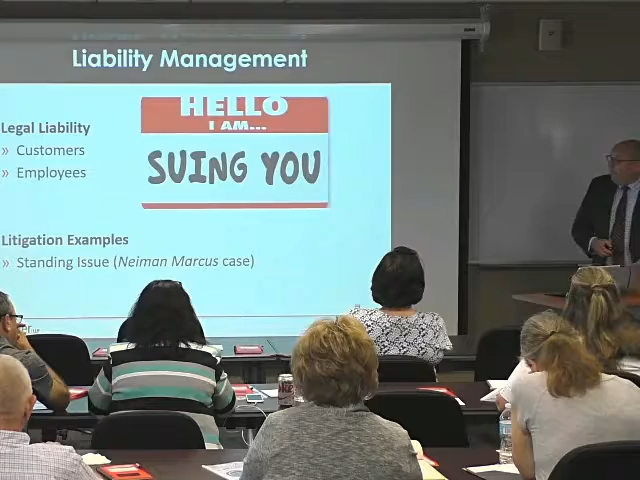 Liability Management
Legal Liability
» Customers
» Employees
HELLO
I AM...
SUING YOU
Litigation Examples
» Standing Issue (Neiman Marcus case)